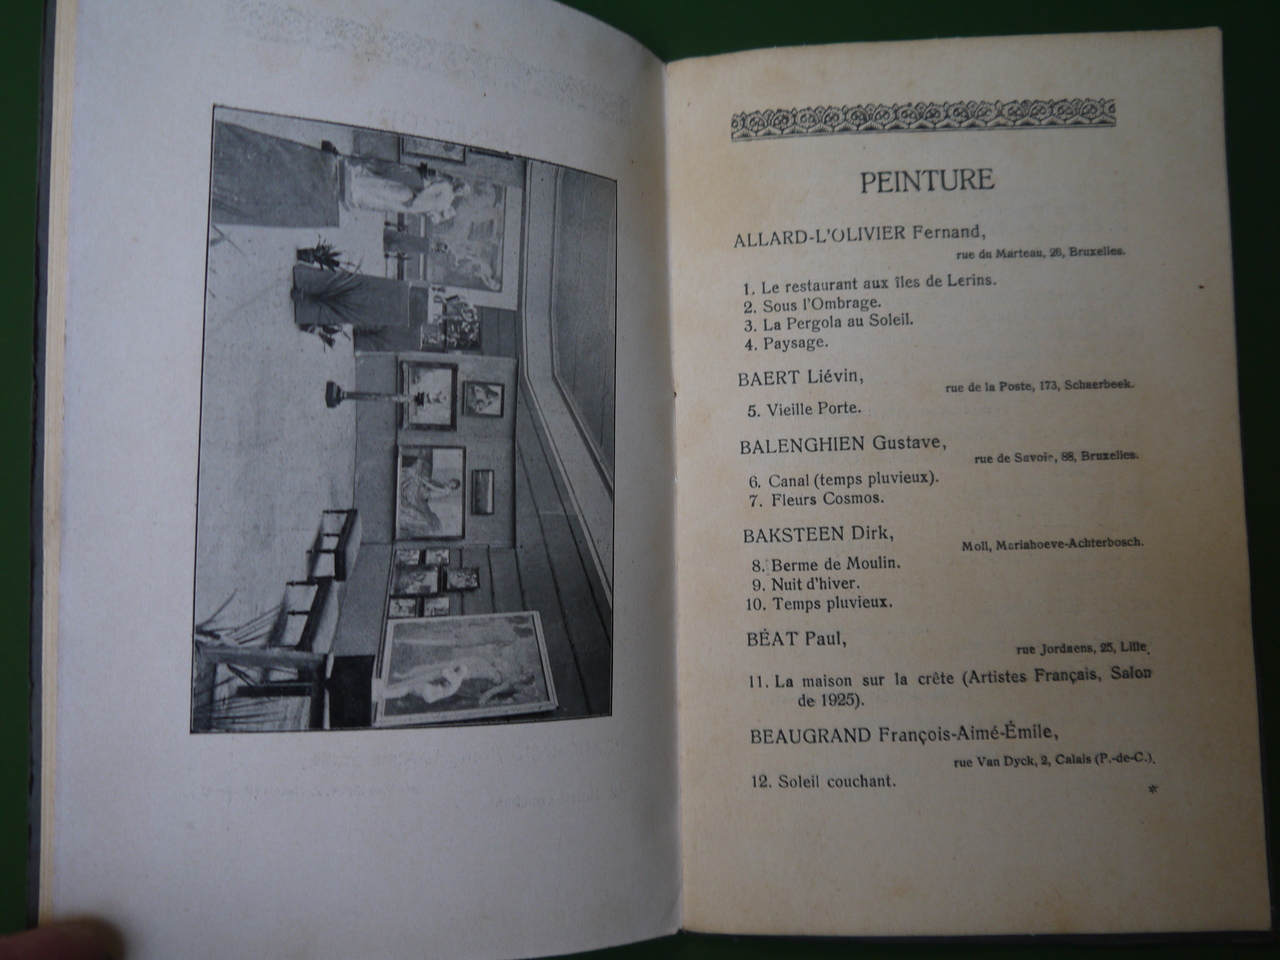 PEINTURE
ALLARD-L'OLIVIER Fernand,
rue du Marteau, 26, Bruxelles.
1. Le restaurant aux îles de Lerins.
2. Sous l'Ombrage.
3. La Pergola au Soleil.
4. Paysage.
BAERT Liévin,
rue de la Poste, 173, Schaerbeek.
5. Vieille Porte.
BALENGHIEN Gustave,
rue de Savoie, 88, Bruxelles.
6. Canal (temps pluvieux).
7. Fleurs Cosmos.
BAKSTEEN Dirk,
Moll, Mariahoeve-Achterbosch.
8. Berme de Moulin.
9. Nuit d'hiver.
10. Temps pluvieux.
BÉAT Paul,
rue Jordaens, 25, Lille.
11. La maison sur la crête (Artistes Français, Salon
de 1925).
BEAUGRAND François-Aimé-Émile,
rue Van Dyck, 2, Calais (P.-de-C.).
12. Soleil couchant.
*